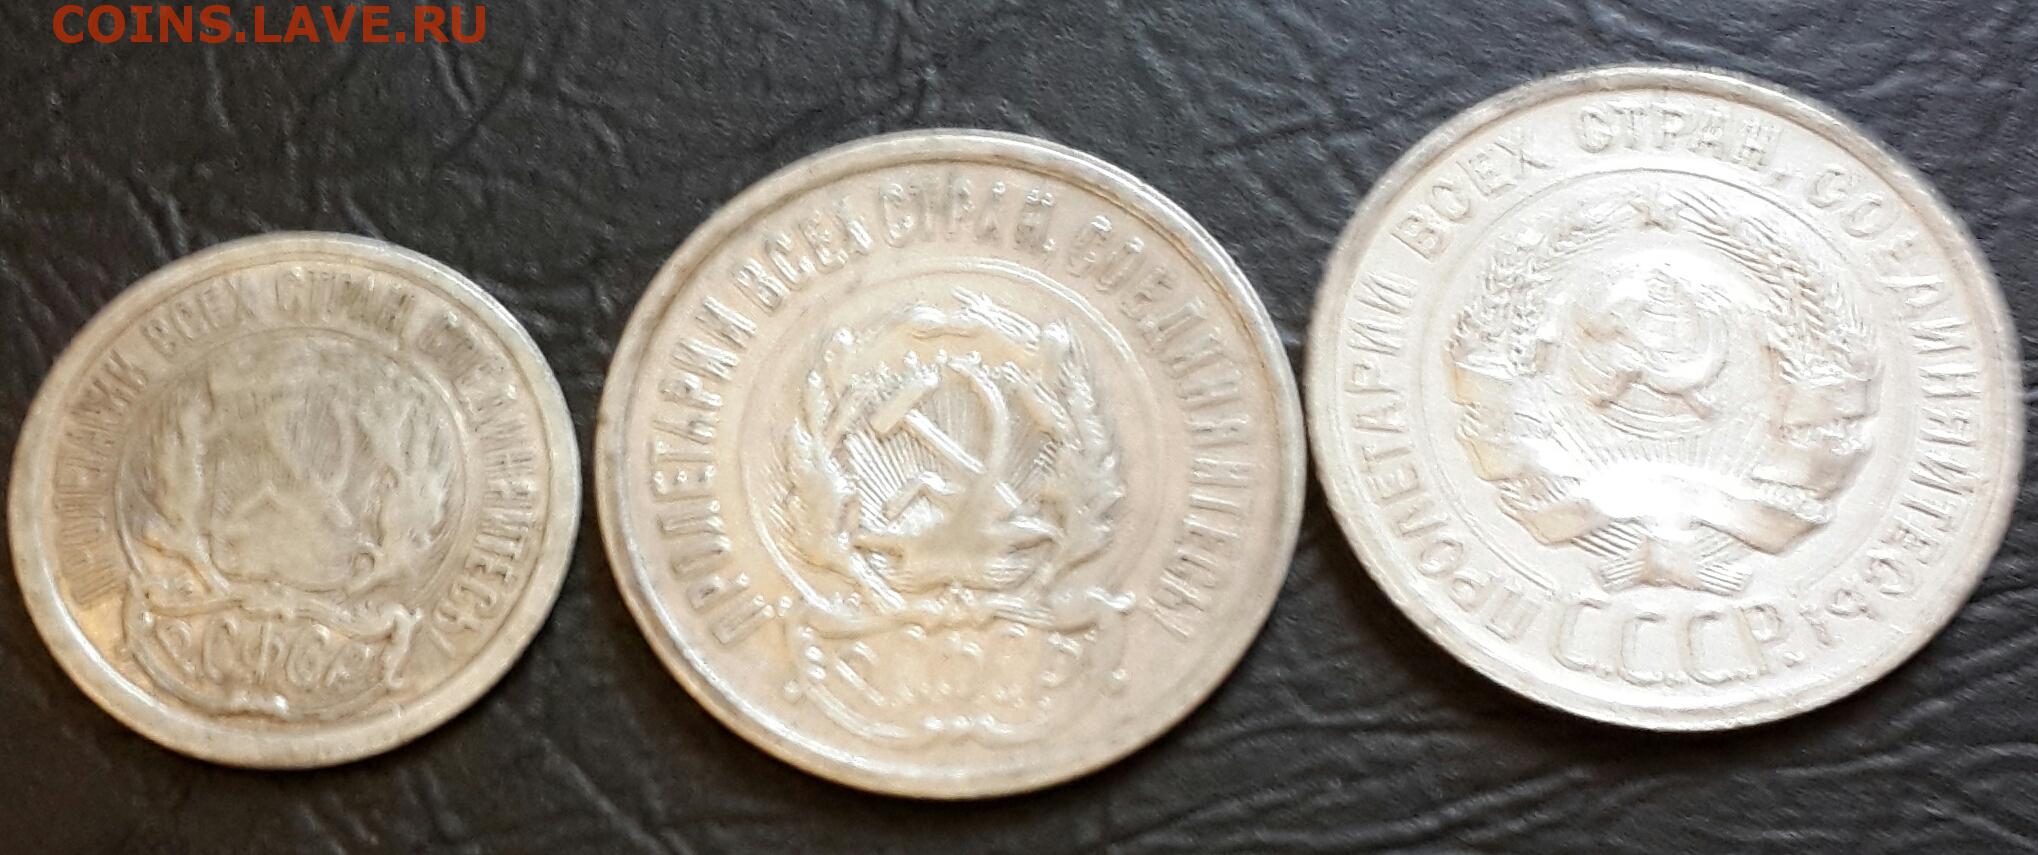 COINS.LAVE.RU
ПРОЛЕТАРИИ ВСЕХ СТРАН, СОЕДИНЯЙТЕСЬ!
Р.С.Ф.С.Р.
ПРОЛЕТАРИИ ВСЕХ СТРАН, СОЕДИНЯЙТЕСЬ!
Р.С.Ф.С.Р.
ПРОЛЕТАРИИ ВСЕХ СТРАН, СОЕДИНЯЙТЕСЬ!
С.С.С.Р.